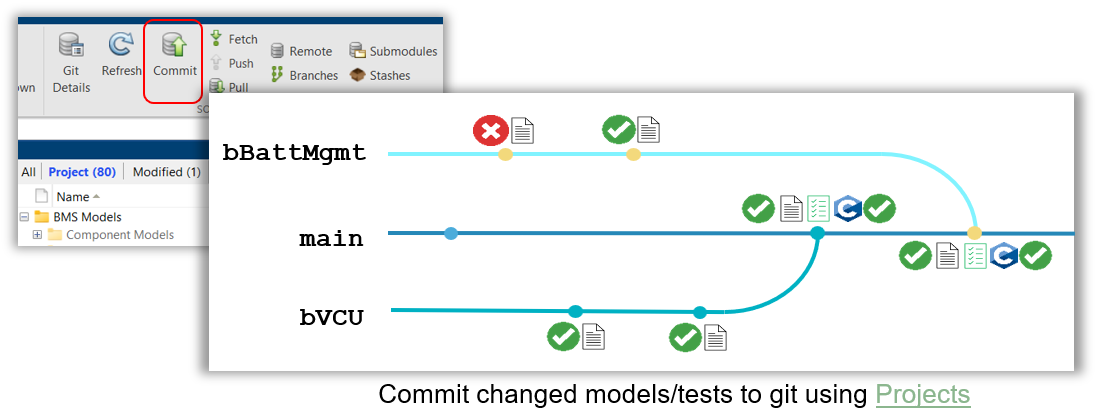 own
Git Details
Refresh
Commit
Fetch
Push
Pull
Remote
Branches
Submodules
Stashes
All Project (80) Modified (1)
Name
BMS Models
Component Models
bBattMgmt
main
bVCU
C
C
Commit changed models/tests to git using Projects